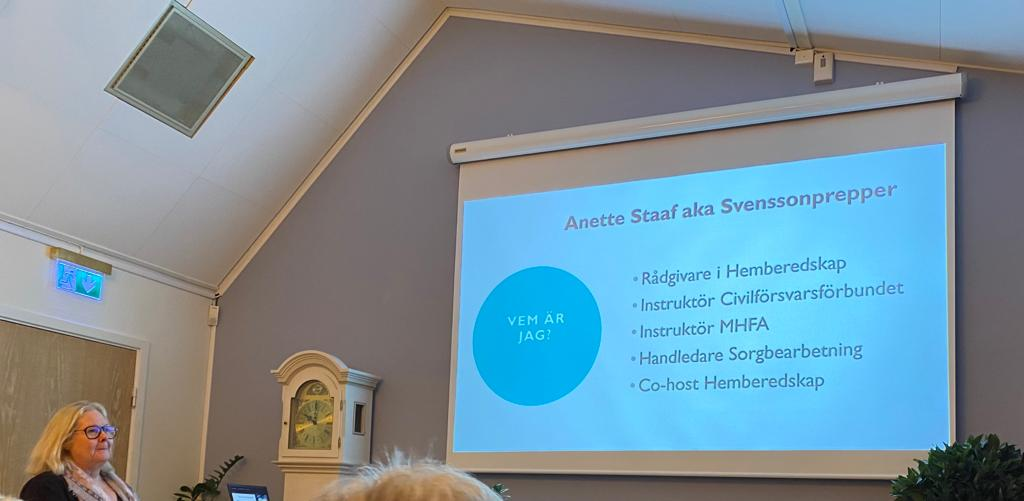 Anette Staaf aka Svenssonprepper
VEM ÄR
JAG?
• Rådgivare i Hemberedskap
• Instruktör Civilförsvarsförbundet
• Instruktör MHFA
• Handledare Sorgbearbetning
• Co-host Hemberedskap